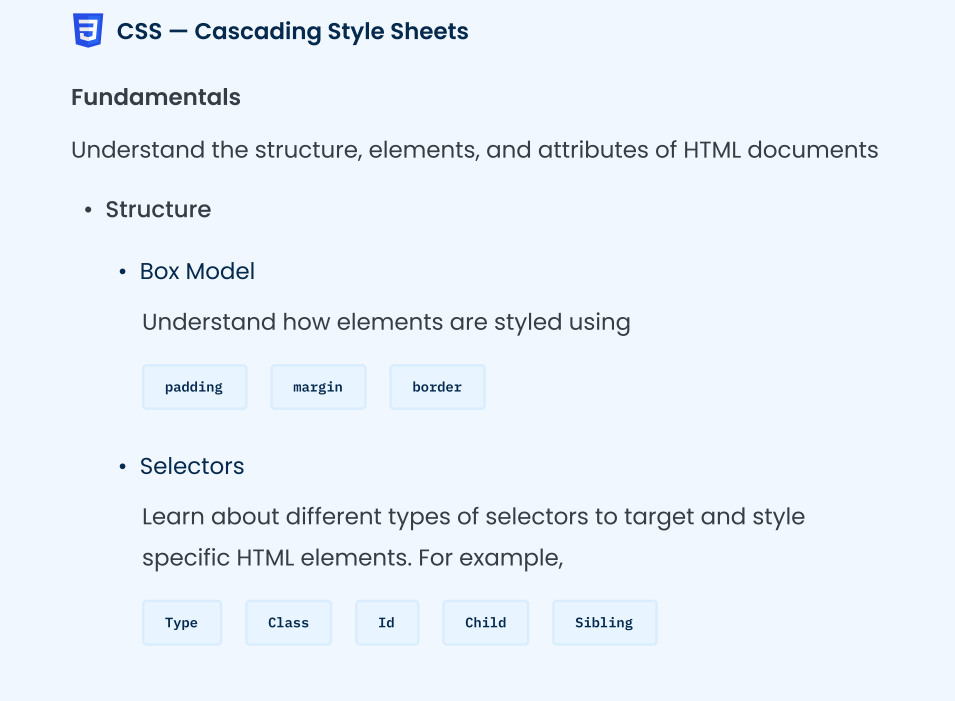 CSS — Cascading Style Sheets
Fundamentals
Understand the structure, elements, and attributes of HTML documents
• Structure
• Box Model
Understand how elements are styled using
padding margin border
• Selectors
Learn about different types of selectors to target and style
specific HTML elements. For example,
Type Class Id Child Sibling